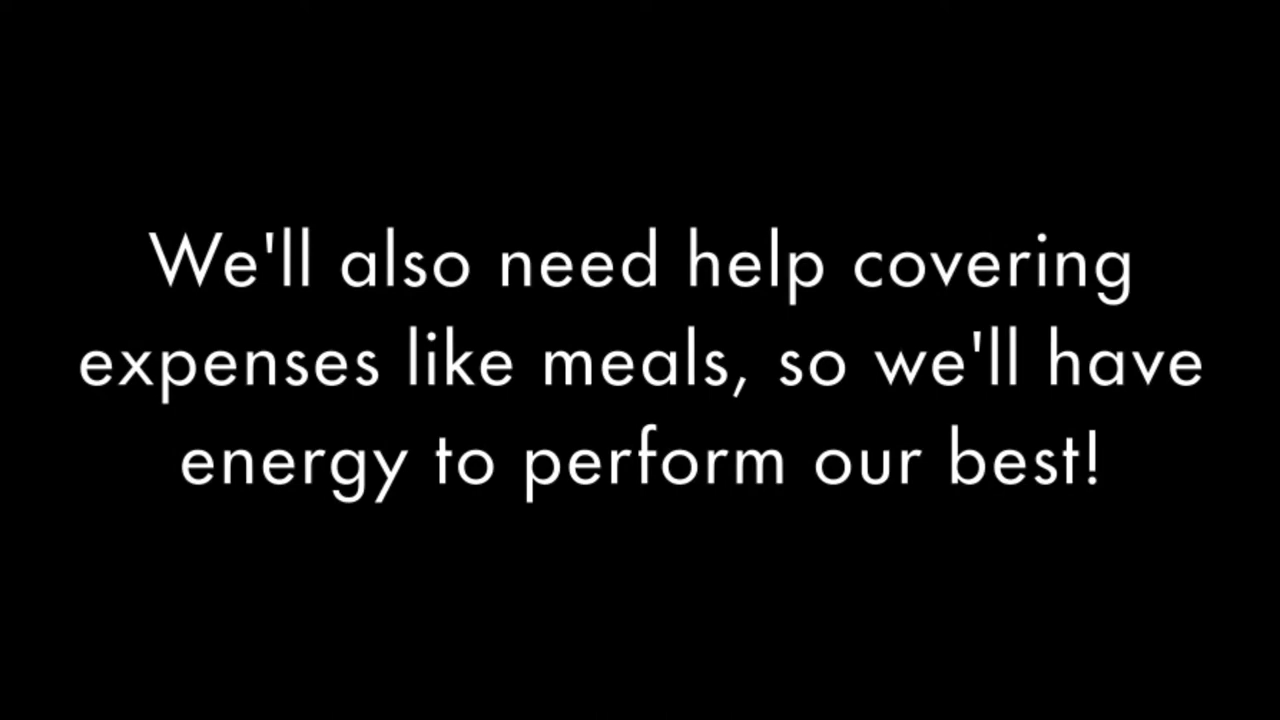 We'll also need help covering
expenses like meals, so we'll have
energy to perform our best!